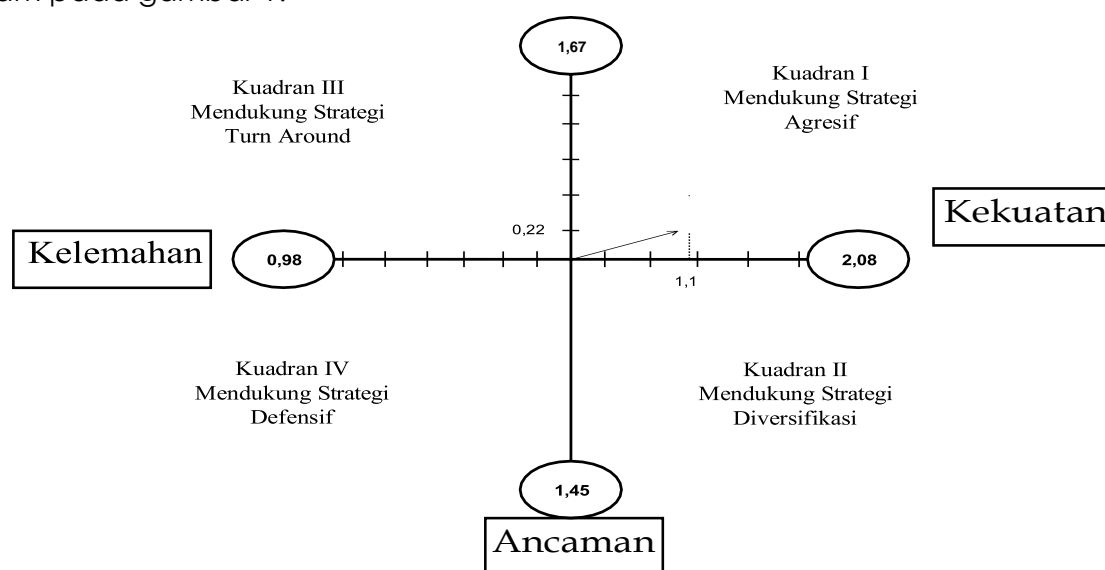 1,67
Kuadran III
Mendukung Strategi
Turn Around
Kuadran I
Mendukung Strategi
Agresif
Kekuatan
0,22
Kelemahan
0,98
2,08
1,1
Kuadran IV
Mendukung Strategi
Defensif
Kuadran II
Mendukung Strategi
Diversifikasi
1,45
Ancaman